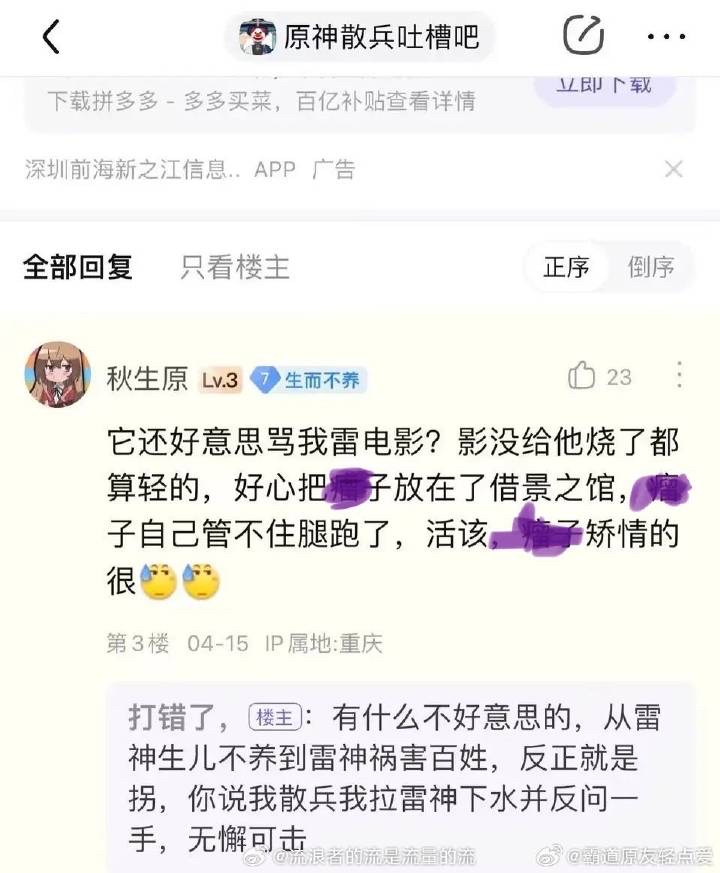 原神散兵吐槽吧
下载拼多多 - 多多买菜，百亿补贴查看详情
立即下载
深圳前海新之江信息.. APP 广告
全部回复 只看楼主 正序 倒序
秋生原 Lv.3 7 生而不养 23
它还好意思骂我雷电影？影没给他烧了都
算轻的，好心把瘤子放在了借景之馆，瘤
子自己管不住腿跑了，活该，瘤子矫情的
很
第3楼 04-15 IP属地:重庆
打错了，楼主：有什么不好意思的，从雷
神生儿不养到雷神祸害百姓，反正就是
拐，你说我散兵我拉雷神下水并反问一
手，无懈可击
@流浪者的流是流量的流 @霸道原友轻点爱